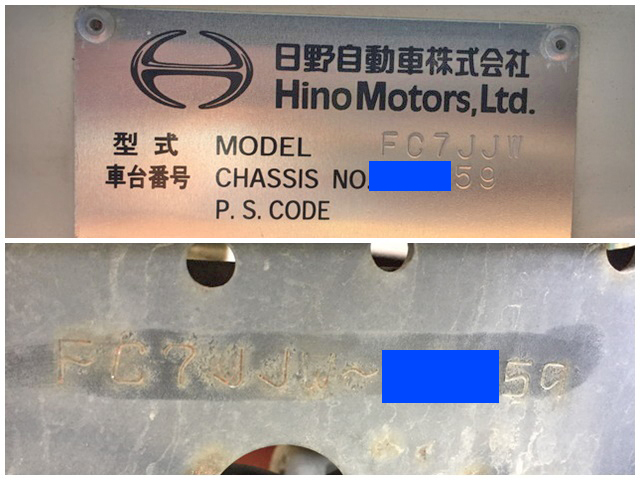 日野自動車株式会社
Hino Motors, Ltd.
型式 MODEL FC7JJW
車台番号 CHASSIS NO. 59
P. S. CODE
FC7JJW~ 59